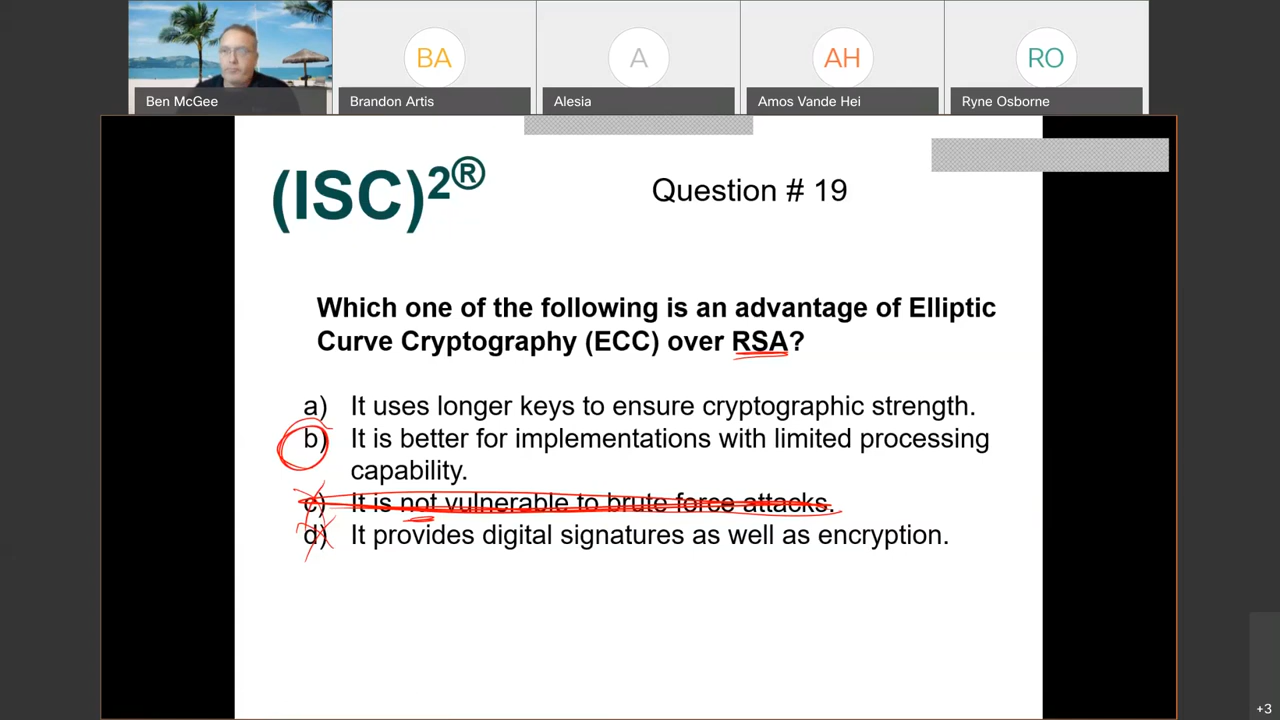 BA
A
AH
RO
Ben McGee
Brandon Artis
Alesia
Amos Vande Hei
Ryne Osborne
(ISC)²®
Question # 19
Which one of the following is an advantage of Elliptic
Curve Cryptography (ECC) over RSA?
a) It uses longer keys to ensure cryptographic strength.
b) It is better for implementations with limited processing
capability.
c) It is not vulnerable to brute force attacks.
d) It provides digital signatures as well as encryption.
+3